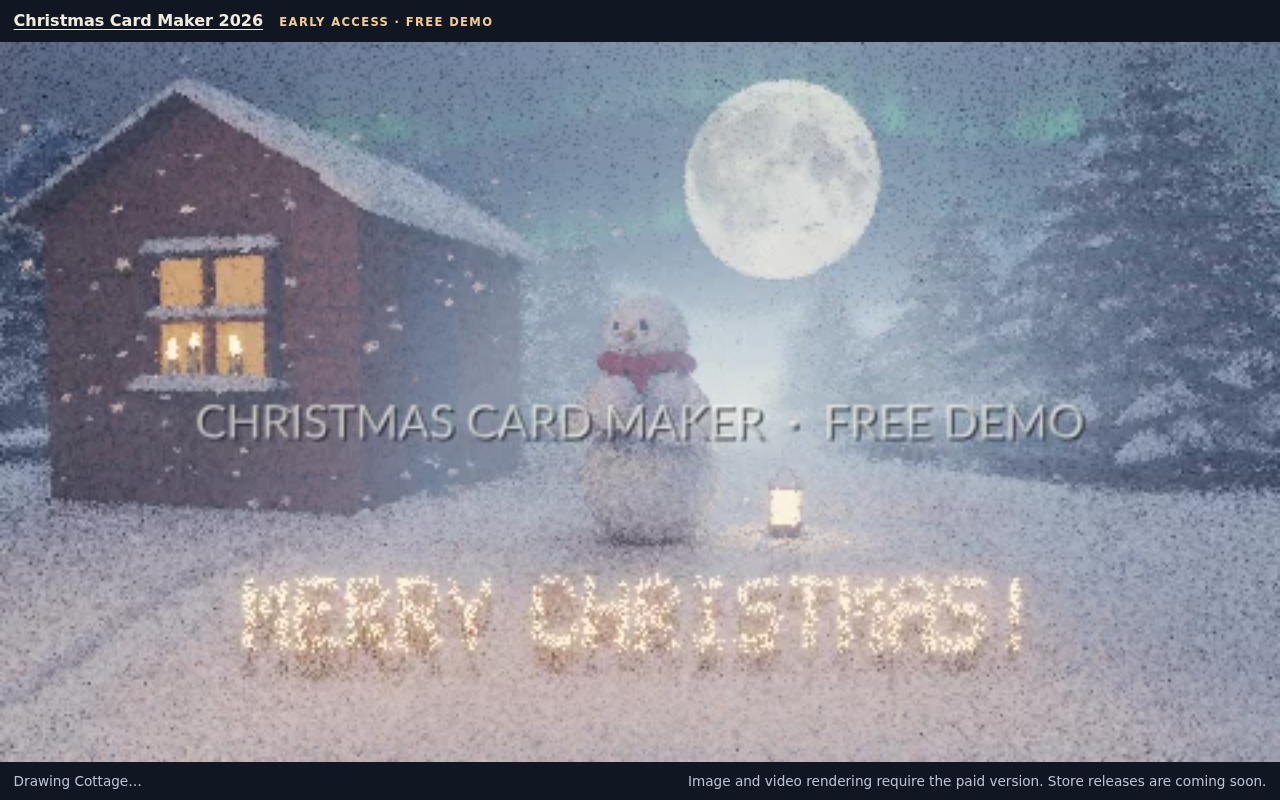 Christmas Card Maker 2026 EARLY ACCESS · FREE DEMO
CHRISTMAS CARD MAKER · FREE DEMO
MERRY CHRISTMAS!
Drawing Cottage... Image and video rendering require the paid version. Store releases are coming soon.